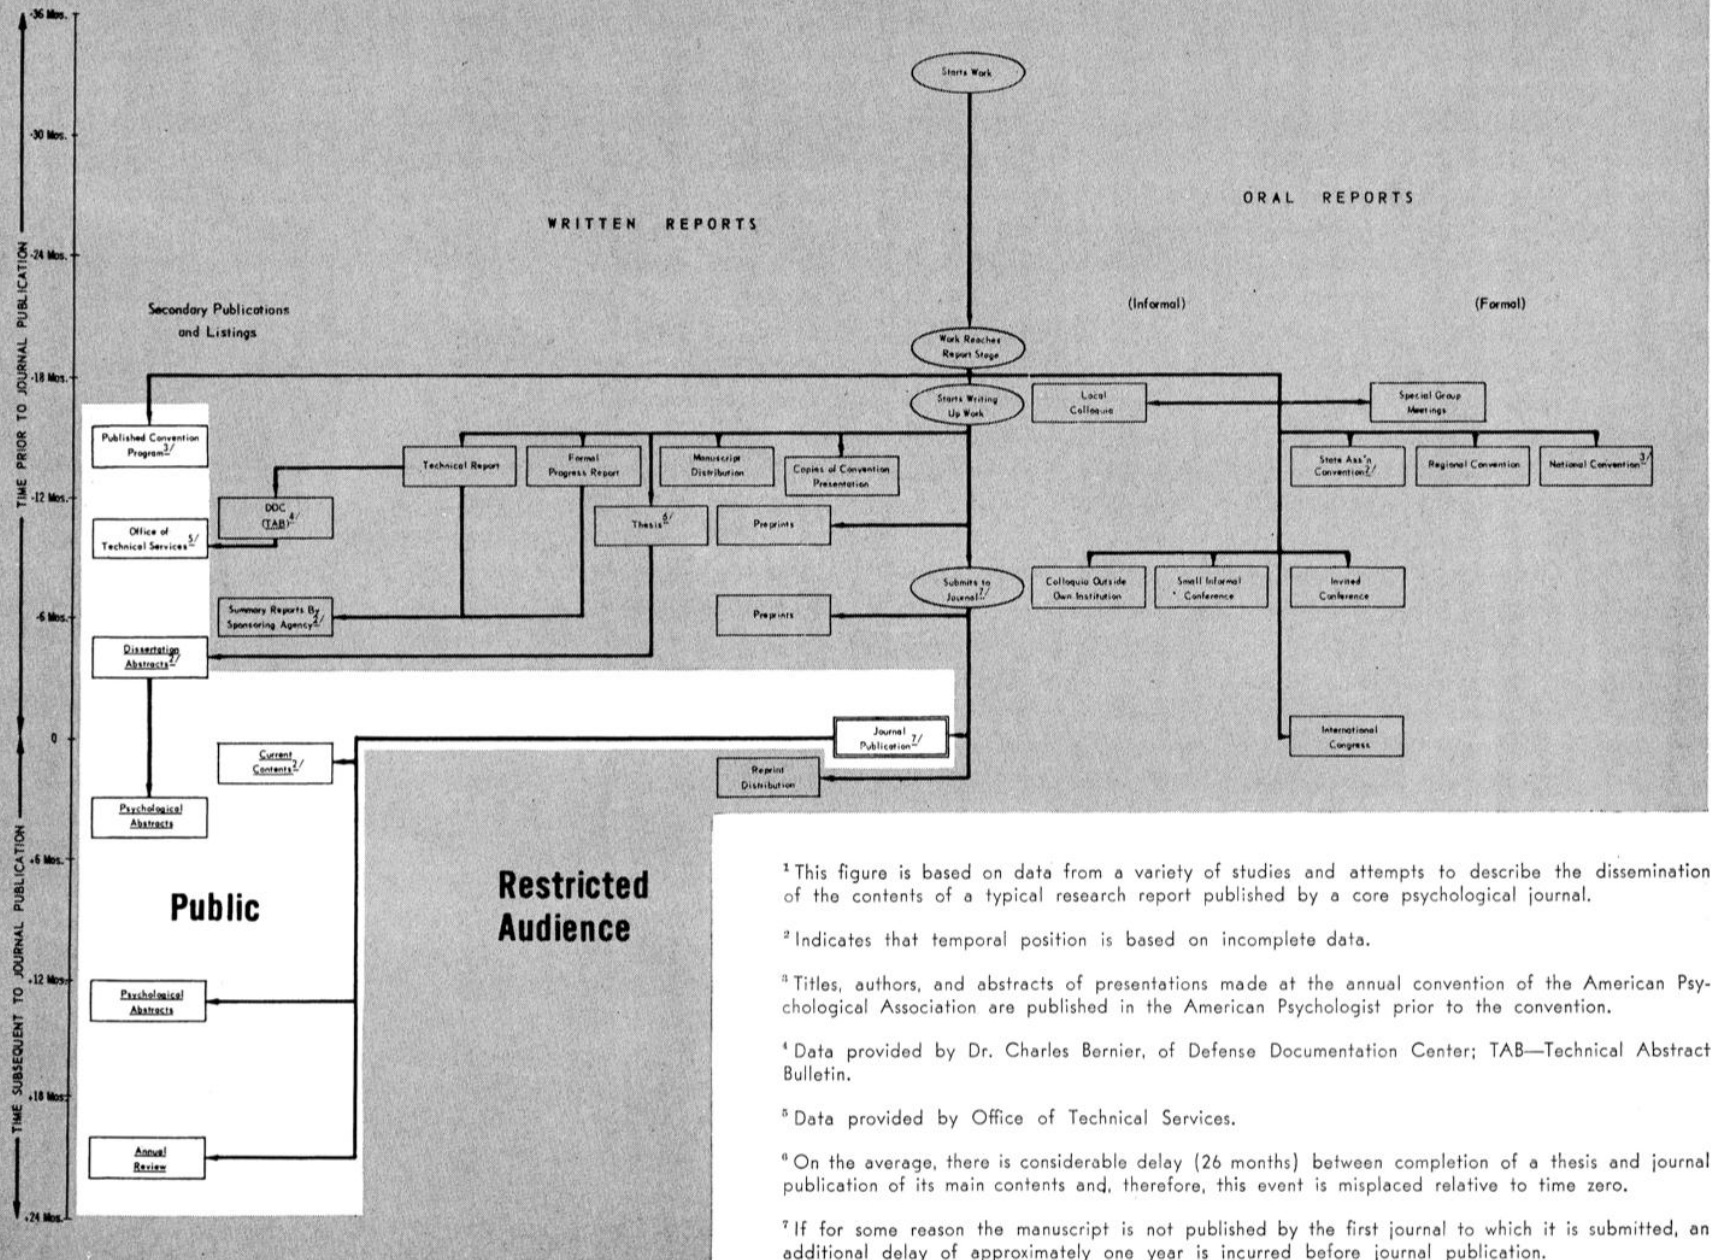 -36 Mos.
Starts Work
-30 Mos.
ORAL REPORTS
WRITTEN REPORTS
-24 Mos.
TIME PRIOR TO JOURNAL PUBLICATION
(Informal)
(Formal)
Secondary Publications
and Listings
Work Reaches
Report Stage
-18 Mos.
Starts Writing
Up Work
Local
Colloquia
Special Group
Meetings
Published Convention
Program 3/
Technical Report
Formal
Progress Report
Manuscript
Distribution
Copies of Convention
Presentation
State Ass'n
Convention 2/
Regional Convention
National Convention 3/
-12 Mos.
DDC
(TAB) 4/
Thesis 6/
Preprints
Office of
Technical Services 5/
Submits to
Journal 7/
Colloquia Outside
Own Institution
Small Informal
Conference
Invited
Conference
Summary Reports By
Sponsoring Agency 2/
Preprints
-6 Mos.
Dissertation
Abstracts 2/
0
Journal
Publication 7/
International
Congress
Current
Contents 2/
Reprint
Distribution
Psychological
Abstracts
TIME SUBSEQUENT TO JOURNAL PUBLICATION
+6 Mos.
Public
Restricted
Audience
+12 Mos.
Psychological
Abstracts
+18 Mos.
Annual
Review
+24 Mos.
1 This figure is based on data from a variety of studies and attempts to describe the dissemination
of the contents of a typical research report published by a core psychological journal.
2 Indicates that temporal position is based on incomplete data.
3 Titles, authors, and abstracts of presentations made at the annual convention of the American Psy-
chological Association are published in the American Psychologist prior to the convention.
4 Data provided by Dr. Charles Bernier, of Defense Documentation Center; TAB—Technical Abstract
Bulletin.
5 Data provided by Office of Technical Services.
6 On the average, there is considerable delay (26 months) between completion of a thesis and journal
publication of its main contents and, therefore, this event is misplaced relative to time zero.
7 If for some reason the manuscript is not published by the first journal to which it is submitted, an
additional delay of approximately one year is incurred before journal publication.